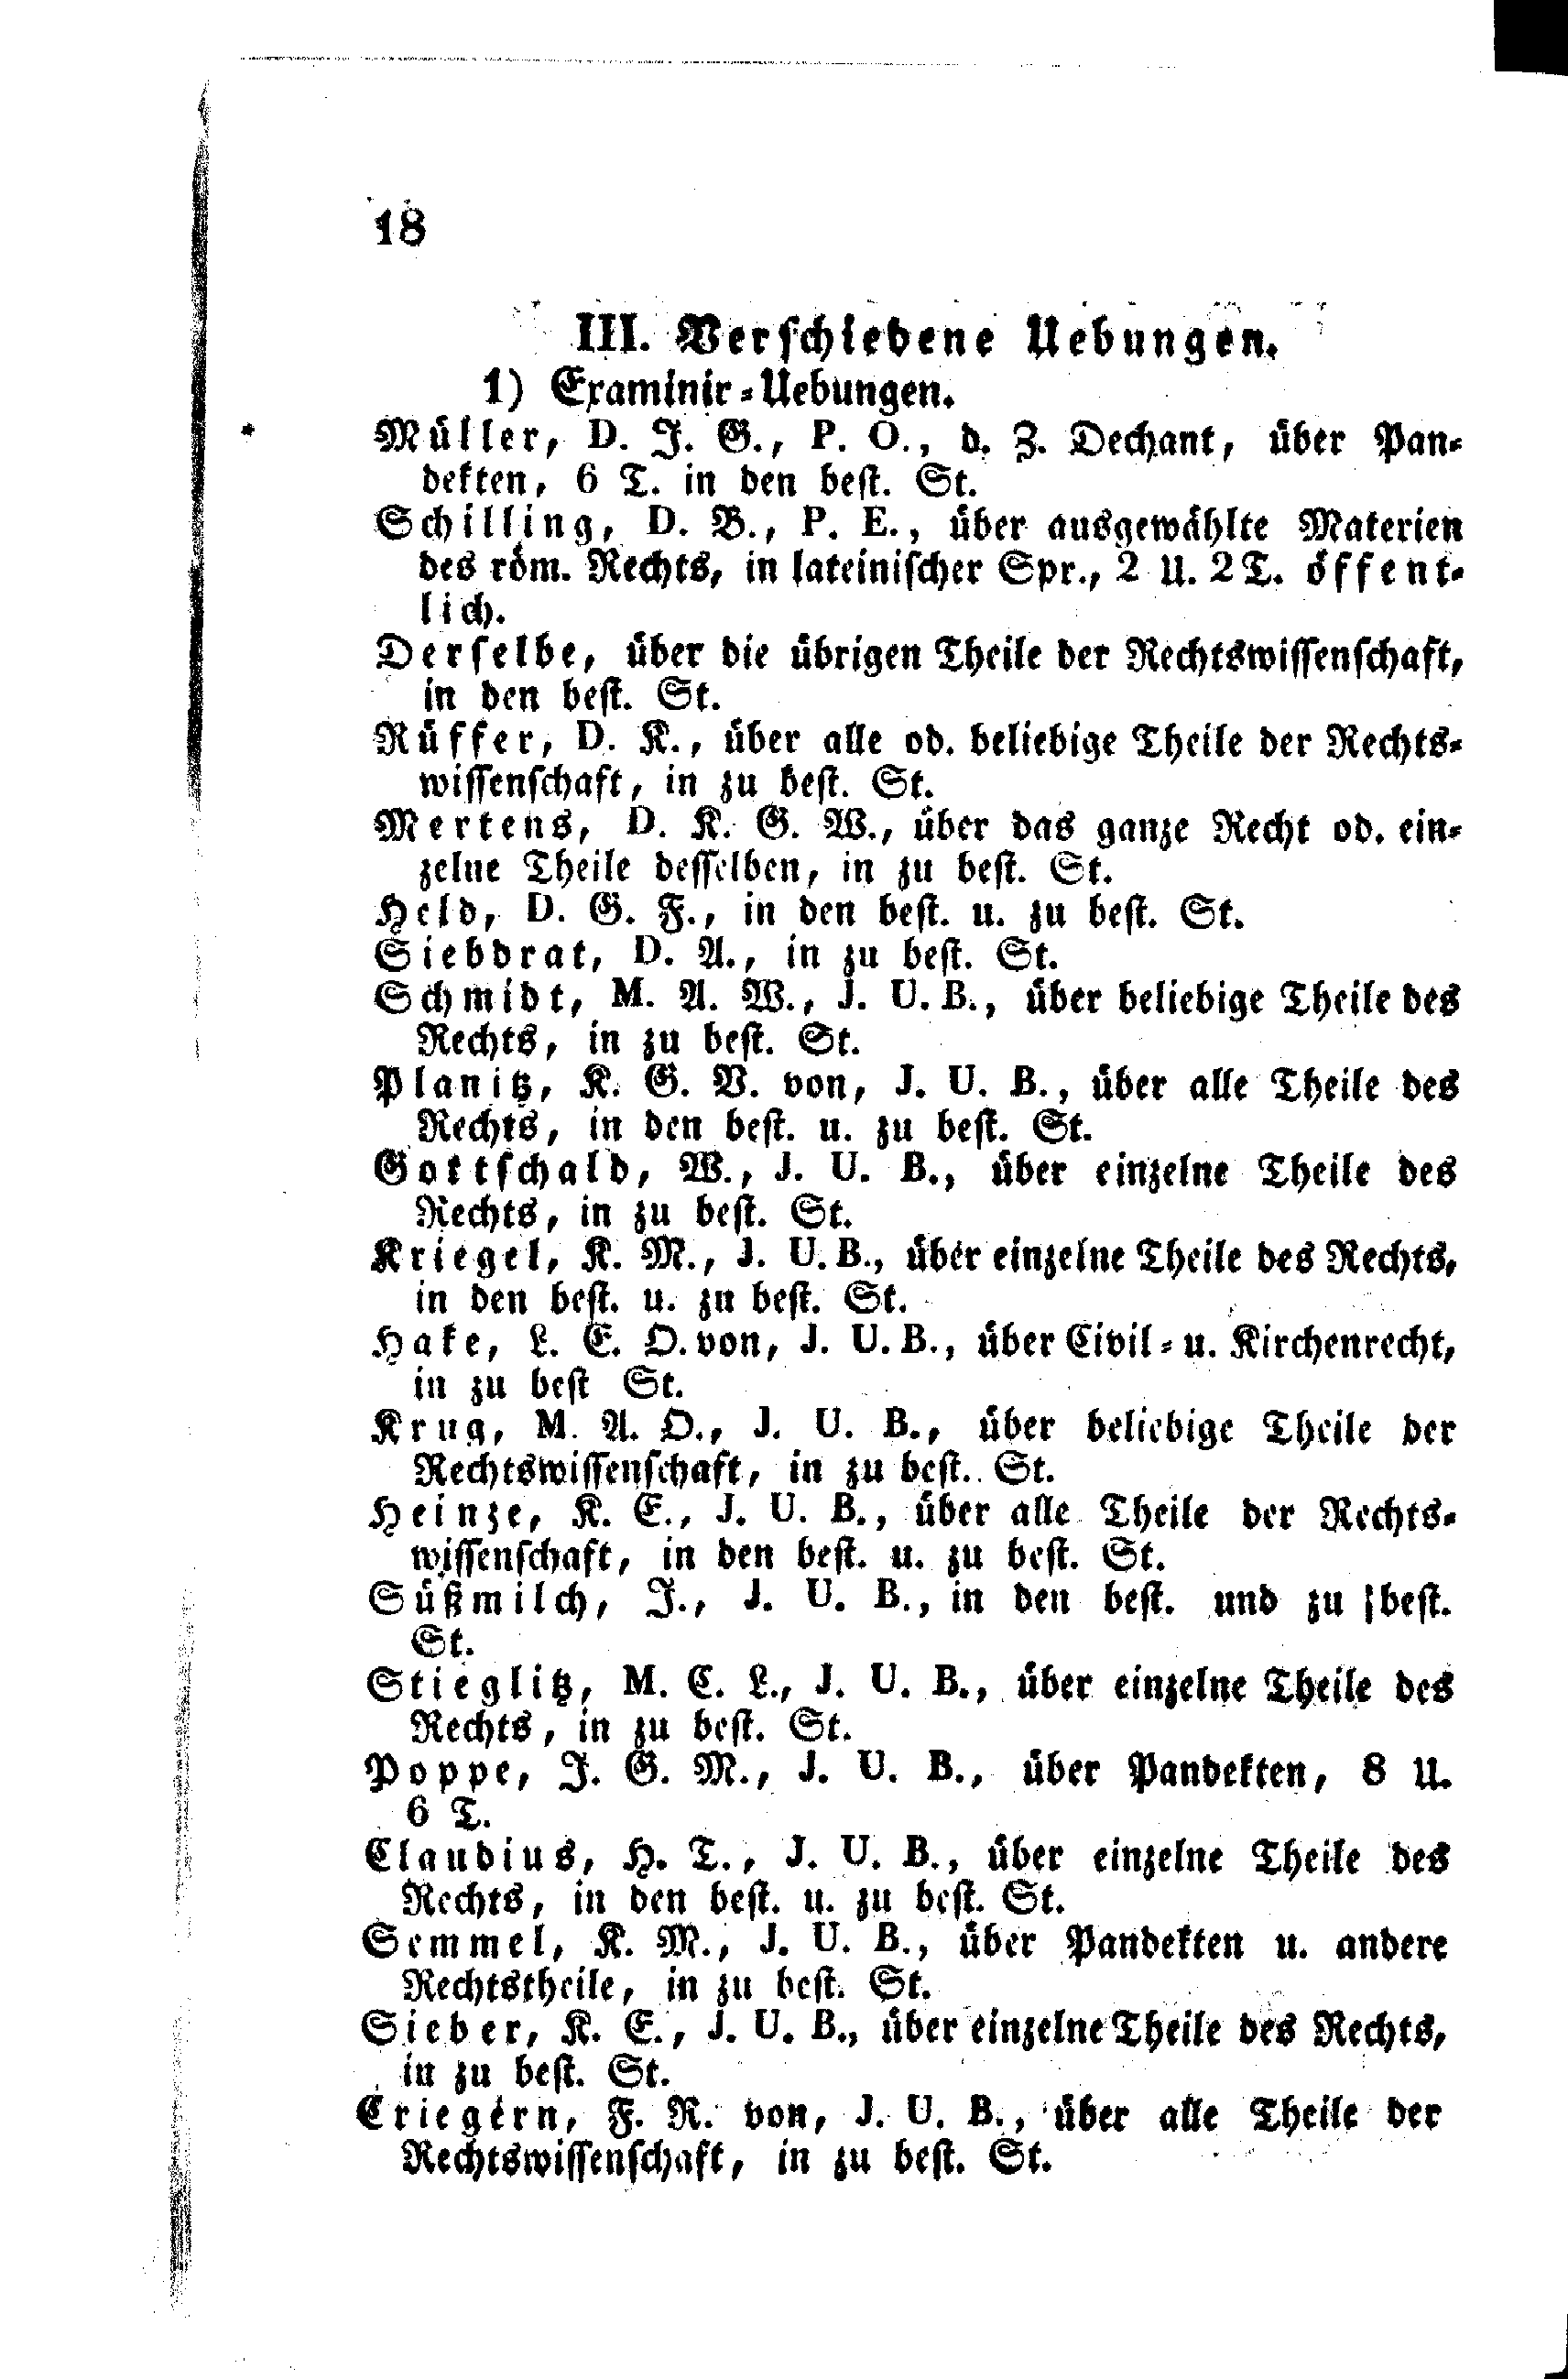 18
III. Verschiedene Uebungen.
1) Examinir-Uebungen.
Müller, D. J. G., P. O., d. Z. Dechant, über Pan-
dekten, 6 T. in den best. St.
Schilling, D. B., P. E., über ausgewählte Materien
des röm. Rechts, in lateinischer Spr., 2 U. 2 T. öffent-
lich.
Derselbe, über die übrigen Theile der Rechtswissenschaft,
in den best. St.
Rüffer, D. K., über alle od. beliebige Theile der Rechts-
wissenschaft, in zu best. St.
Mertens, D. K. G. W., über das ganze Recht od. ein-
zelne Theile desselben, in zu best. St.
Held, D. G. F., in den best. u. zu best. St.
Siebdrat, D. A., in zu best. St.
Schmidt, M. A. W., J. U. B., über beliebige Theile des
Rechts, in zu best. St.
Planitz, K. G. V. von, J. U. B., über alle Theile des
Rechts, in den best. u. zu best. St.
Gottschald, W., J. U. B., über einzelne Theile des
Rechts, in zu best. St.
Kriegel, K. M., J. U. B., über einzelne Theile des Rechts,
in den best. u. zu best. St.
Hake, L. E. O. von, J. U. B., über Civil- u. Kirchenrecht,
in zu best St.
Krug, M. A. O., J. U. B., über beliebige Theile der
Rechtswissenschaft, in zu best. St.
Heinze, K. E., J. U. B., über alle Theile der Rechts-
wissenschaft, in den best. u. zu best. St.
Süßmilch, J., J. U. B., in den best. und zu best.
St.
Stieglitz, M. C. L., J. U. B., über einzelne Theile des
Rechts, in zu best. St.
Poppe, J. G. M., J. U. B., über Pandekten, 8 U.
6 T.
Claudius, H. T., J. U. B., über einzelne Theile des
Rechts, in den best. u. zu best. St.
Semmel, K. M., J. U. B., über Pandekten u. andere
Rechtstheile, in zu best. St.
Sieber, K. E., J. U. B., über einzelne Theile des Rechts,
in zu best. St.
Criegern, F. R. von, J. U. B., über alle Theile der
Rechtswissenschaft, in zu best. St.